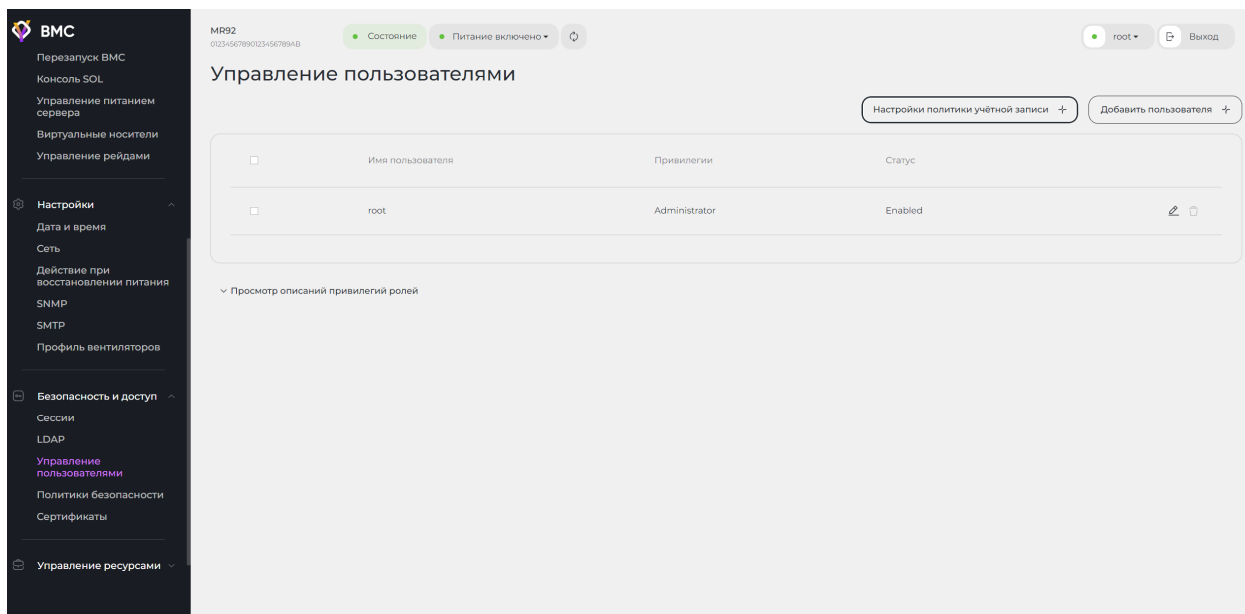 BMC
Перезапуск BMC
Консоль SOL
Управление питанием
сервера
Виртуальные носители
Управление рейдами
Настройки
Дата и время
Сеть
Действие при
восстановлении питания
SNMP
SMTP
Профиль вентиляторов
Безопасность и доступ
Сессии
LDAP
Управление
пользователями
Политики безопасности
Сертификаты
Управление ресурсами
MR92
01234567890123456789AB
Состояние
Питание включено
root
Выход
Управление пользователями
Настройки политики учётной записи
Добавить пользователя
Имя пользователя Привилегии Статус
root Administrator Enabled
Просмотр описаний привилегий ролей